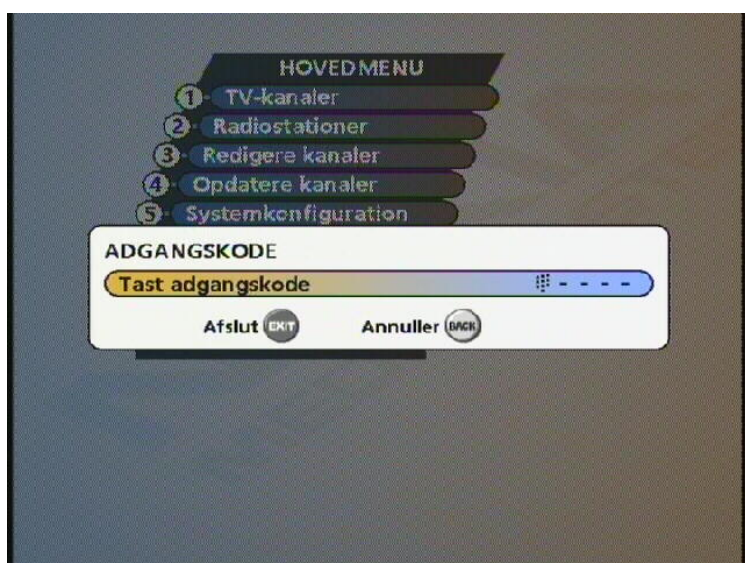 HOVEDMENU
1 TV-kanaler
2 Radiostationer
3 Redigere kanaler
4 Opdatere kanaler
5 Systemkonfiguration
ADGANGSKODE
Tast adgangskode - - - -
Afslut EXIT Annuller BACK